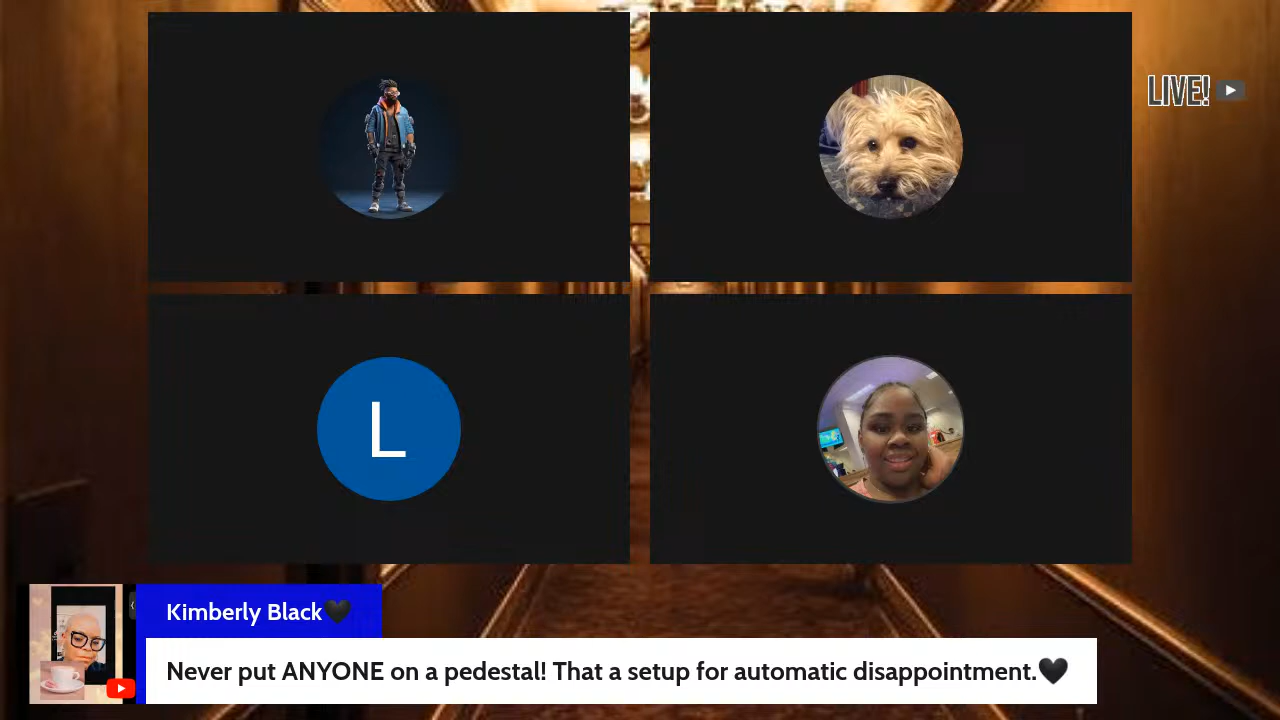 LIVE!
L
Kimberly Black🖤
Never put ANYONE on a pedestal! That a setup for automatic disappointment.🖤